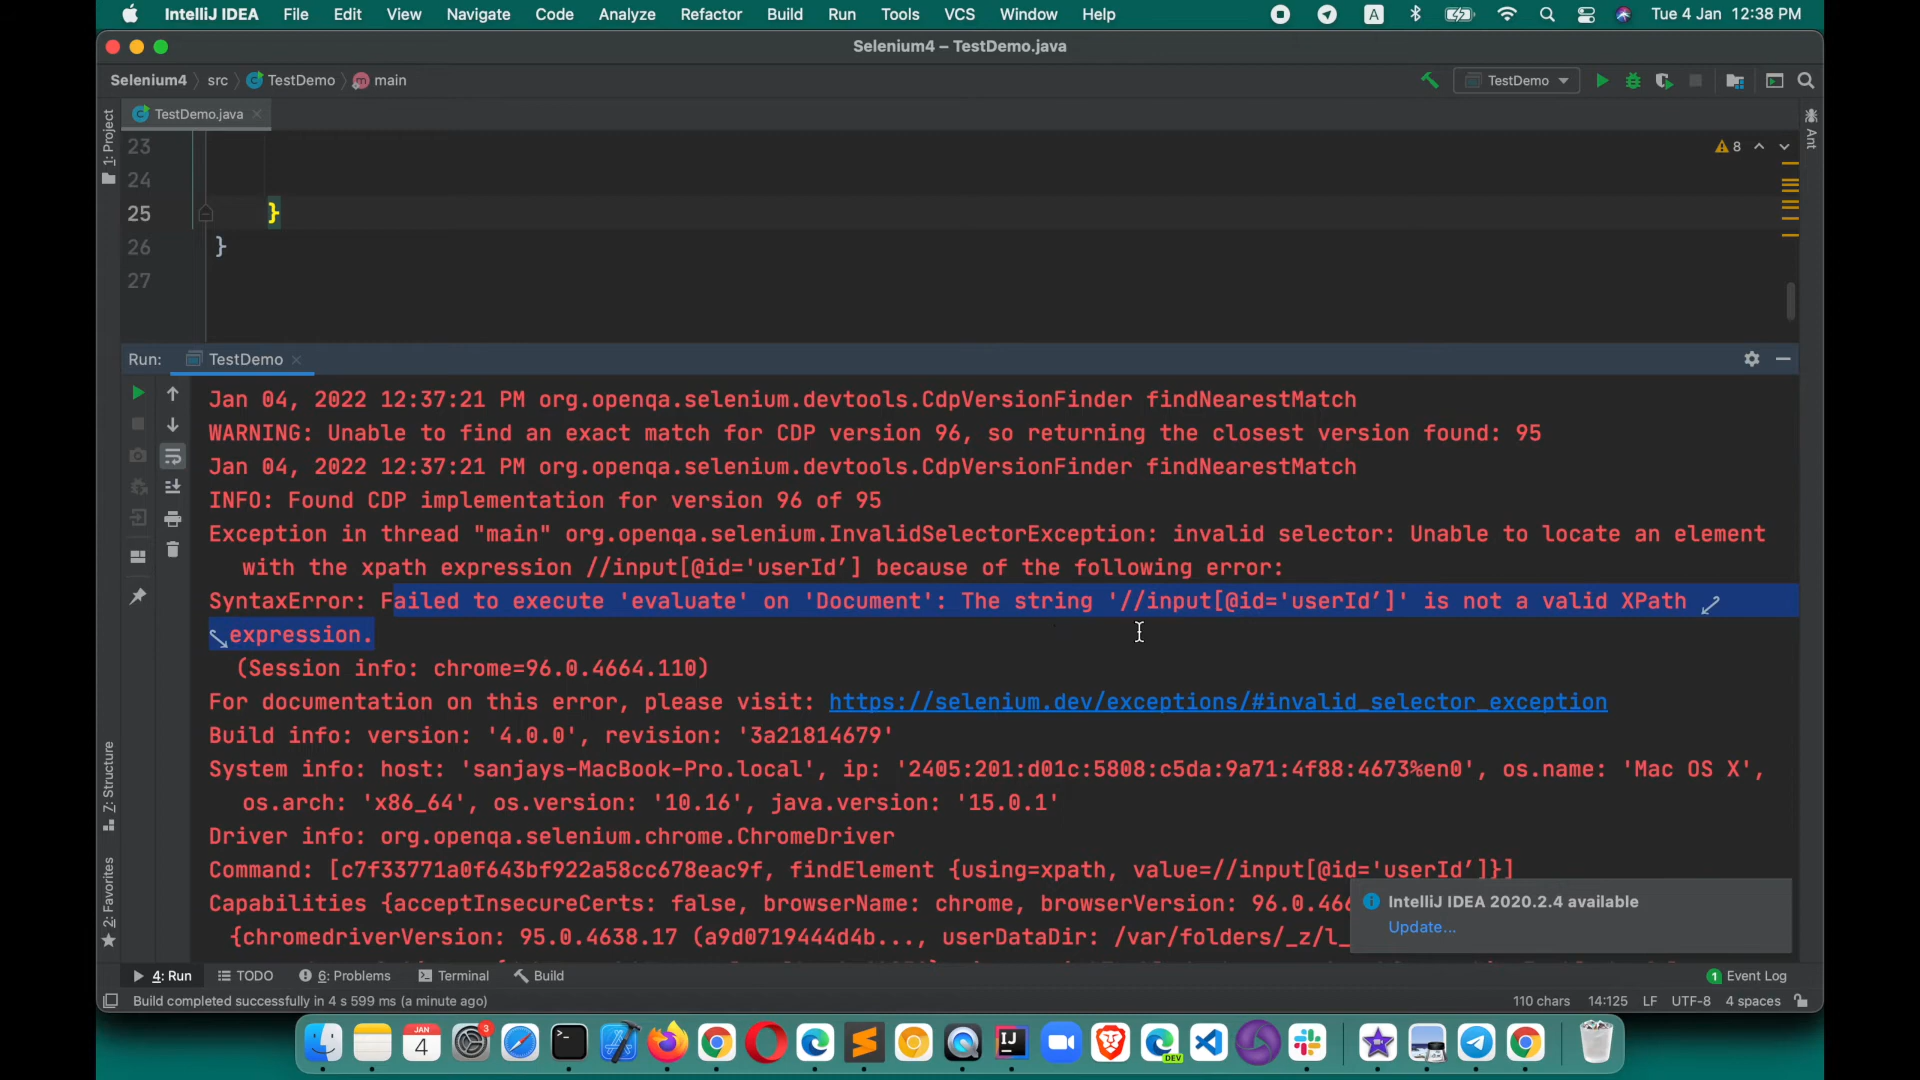 IntelliJ IDEA File Edit View Navigate Code Analyze Refactor Build Run Tools VCS Window Help A Tue 4 Jan 12:38 PM
Selenium4 – TestDemo.java
Selenium4 src TestDemo m main TestDemo
TestDemo.java
1: Project
Ant
23
8
24
25 }
26 }
27
Run: TestDemo
Jan 04, 2022 12:37:21 PM org.openqa.selenium.devtools.CdpVersionFinder findNearestMatch
WARNING: Unable to find an exact match for CDP version 96, so returning the closest version found: 95
Jan 04, 2022 12:37:21 PM org.openqa.selenium.devtools.CdpVersionFinder findNearestMatch
INFO: Found CDP implementation for version 96 of 95
Exception in thread "main" org.openqa.selenium.InvalidSelectorException: invalid selector: Unable to locate an element
with the xpath expression //input[@id='userId’] because of the following error:
SyntaxError: Failed to execute 'evaluate' on 'Document': The string '//input[@id='userId’]' is not a valid XPath
expression.
(Session info: chrome=96.0.4664.110)
For documentation on this error, please visit: https://selenium.dev/exceptions/#invalid_selector_exception
Build info: version: '4.0.0', revision: '3a21814679'
System info: host: 'sanjays-MacBook-Pro.local', ip: '2405:201:d01c:5808:c5da:9a71:4f88:4673%en0', os.name: 'Mac OS X',
os.arch: 'x86_64', os.version: '10.16', java.version: '15.0.1'
Driver info: org.openqa.selenium.chrome.ChromeDriver
Command: [c7f33771a0f643bf922a58cc678eac9f, findElement {using=xpath, value=//input[@id='userId’]}]
Capabilities {acceptInsecureCerts: false, browserName: chrome, browserVersion: 96.0.466
{chromedriverVersion: 95.0.4638.17 (a9d0719444d4b..., userDataDir: /var/folders/_z/l_
7: Structure
2: Favorites
IntelliJ IDEA 2020.2.4 available
Update...
4: Run TODO 6: Problems Terminal Build 1 Event Log
Build completed successfully in 4 s 599 ms (a minute ago) 110 chars 14:125 LF UTF-8 4 spaces
JAN
4
3
IJ
DEV